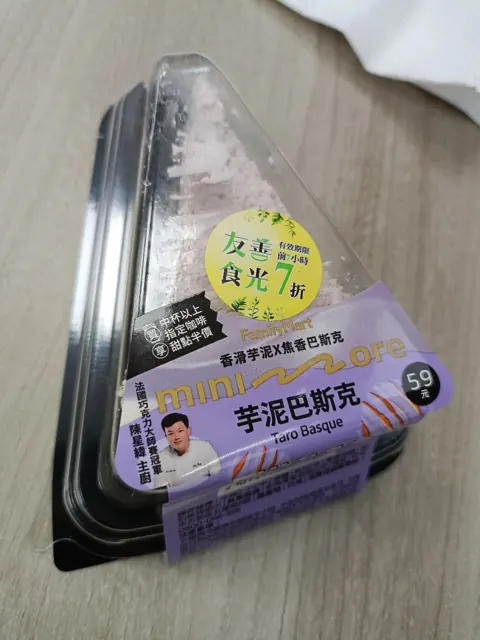 友善
食光
有效期限
前7小時
7折
買 中杯以上
指定咖啡
享 甜點半價
FamilyMart
香滑芋泥X焦香巴斯克
mini more
59
元
芋泥巴斯克
Taro Basque
法國巧克力大師賽冠軍
陳星緯 主廚